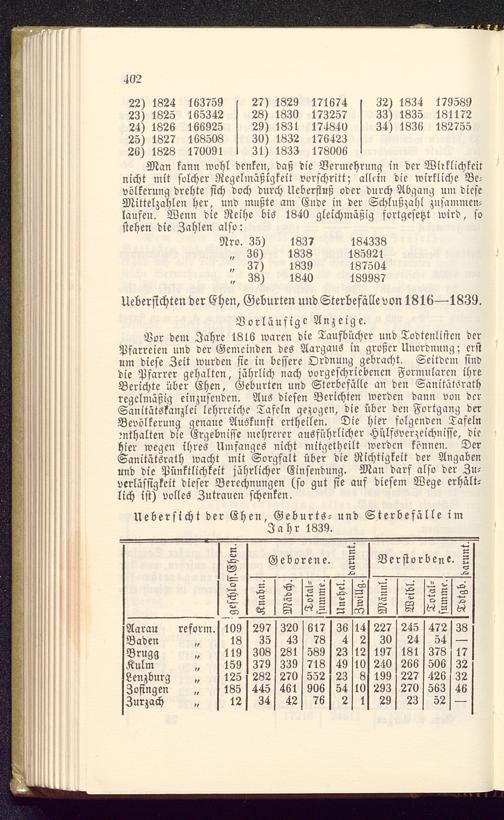 402
22) 1824 163759 27) 1829 171674 32) 1834 179589
23) 1825 165342 28) 1830 173257 33) 1835 181172
24) 1826 166925 29) 1831 174840 34) 1836 182755
25) 1827 168508 30) 1832 176423
26) 1828 170091 31) 1833 178006
Man kann wohl denken, daß die Vermehrung in der Wirklichkeit
nicht mit solcher Regelmäßigkeit vorschritt; allein die wirkliche Be-
völkerung drehte sich doch durch Ueberfluß oder durch Abgang um diese
Mittelzahlen her, und mußte am Ende in der Schlußzahl zusammen-
laufen. Wenn die Reihe bis 1840 gleichmäßig fortgesetzt wird, so
stehen die Zahlen also:
Nro. 35) 1837 184338
„ 36) 1838 185921
„ 37) 1839 187504
„ 38) 1840 189987
Uebersichten der Ehen, Geburten und Sterbefälle von 1816—1839.
Vorläufige Anzeige.
Vor dem Jahre 1816 waren die Taufbücher und Todtenlisten der
Pfarreien und der Gemeinden des Aargaus in großer Unordnung; erst
um diese Zeit wurden sie in bessere Ordnung gebracht. Seitdem sind
die Pfarrer gehalten, jährlich nach vorgeschriebenen Formularen ihre
Berichte über Ehen, Geburten und Sterbefälle an den Sanitätsrath
regelmäßig einzusenden. Aus diesen Berichten werden dann von der
Sanitätskanzlei lehrreiche Tafeln gezogen, die über den Fortgang der
Bevölkerung genaue Auskunft ertheilen. Die hier folgenden Tafeln
enthalten die Ergebnisse mehrerer ausführlicher Hülfsverzeichnisse, die
hier wegen ihres Umfanges nicht mitgetheilt werden können. Der
Sanitätsrath wacht mit Sorgfalt über die Richtigkeit der Angaben
und die Pünktlichkeit jährlicher Einsendung. Man darf also der Zu-
verläßigkeit dieser Berechnungen (so gut sie auf diesem Wege erhält-
lich ist) volles Zutrauen schenken.
Uebersicht der Ehen, Geburts- und Sterbefälle im
Jahr 1839.
geschloss. Ehen. Geborene. darunt. Verstorbene. darunt.
Knabn. Mädch. Total-summe. Unehel. Zwillg. Männl. Weibl. Total-summe. Tdtgb.
Aarau reform. 109 297 320 617 36 14 227 245 472 38
Baden „ 18 35 43 78 4 2 30 24 54 —
Brugg „ 119 308 281 589 23 12 197 181 378 17
Kulm „ 159 379 339 718 49 10 240 266 506 32
Lenzburg „ 125 282 270 552 23 8 199 227 426 32
Zofingen „ 185 445 461 906 54 10 293 270 563 46
Zurzach „ 12 34 42 76 2 1 29 23 52 —